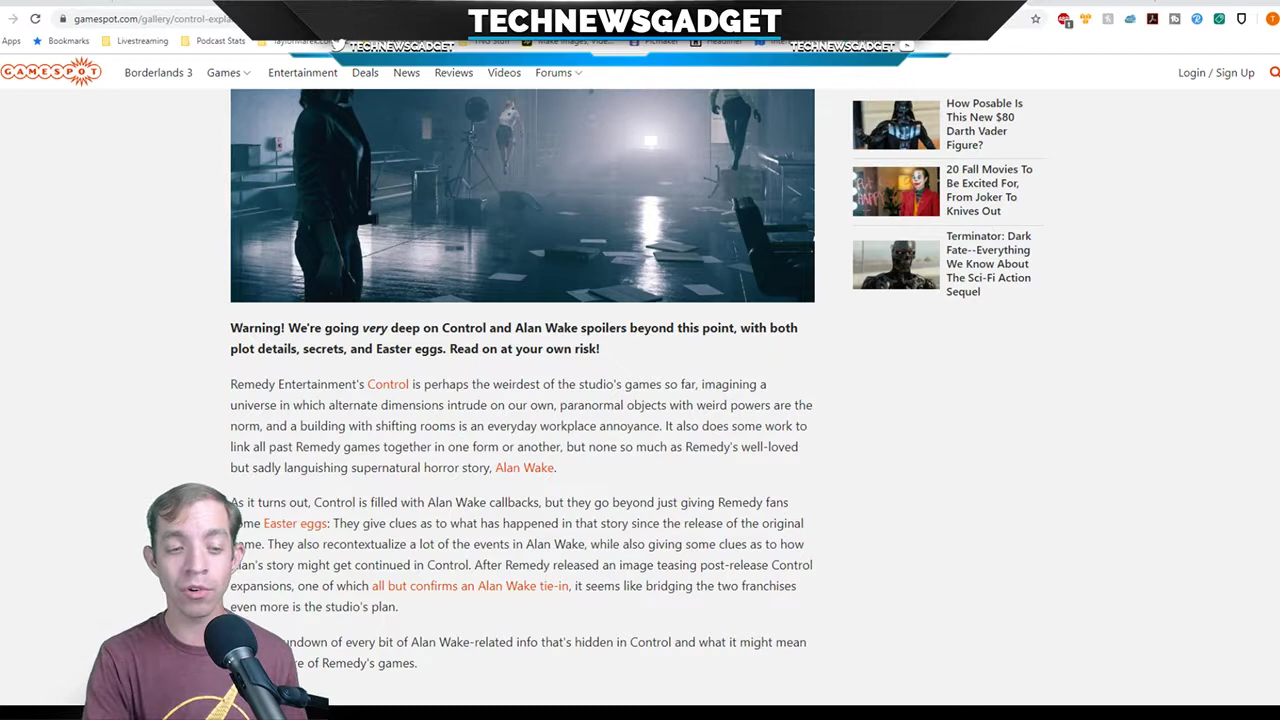 TECHNEWSGADGET
gamespot.com/gallery/control-expla
Apps Bookmarks Livestreaming Podcast Stats
TECHNEWSGADGET TECHNEWSGADGET
GAMESPOT
Borderlands 3 Games Entertainment Deals News Reviews Videos Forums Login / Sign Up
How Posable Is
This New $80
Darth Vader
Figure?
20 Fall Movies To
Be Excited For,
From Joker To
Knives Out
Terminator: Dark
Fate--Everything
We Know About
The Sci-Fi Action
Sequel
Warning! We're going very deep on Control and Alan Wake spoilers beyond this point, with both
plot details, secrets, and Easter eggs. Read on at your own risk!
Remedy Entertainment's Control is perhaps the weirdest of the studio's games so far, imagining a
universe in which alternate dimensions intrude on our own, paranormal objects with weird powers are the
norm, and a building with shifting rooms is an everyday workplace annoyance. It also does some work to
link all past Remedy games together in one form or another, but none so much as Remedy's well-loved
but sadly languishing supernatural horror story, Alan Wake.
As it turns out, Control is filled with Alan Wake callbacks, but they go beyond just giving Remedy fans
Easter eggs: They give clues as to what has happened in that story since the release of the original
They also recontextualize a lot of the events in Alan Wake, while also giving some clues as to how
story might get continued in Control. After Remedy released an image teasing post-release Control
expansions, one of which all but confirms an Alan Wake tie-in, it seems like bridging the two franchises
even more is the studio's plan.
of every bit of Alan Wake-related info that's hidden in Control and what it might mean
of Remedy's games.